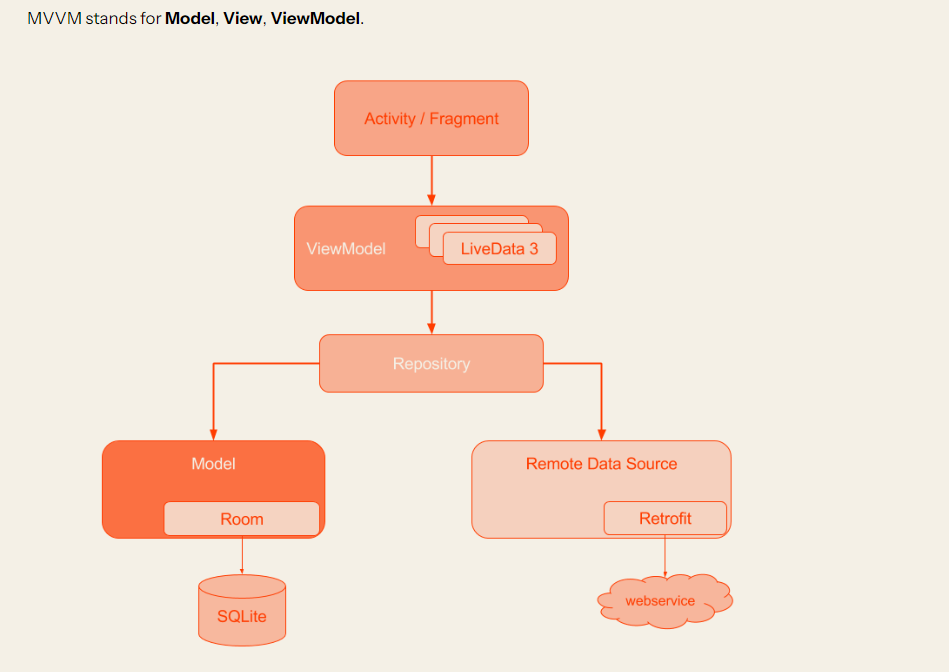 MVVM stands for Model, View, ViewModel.
Activity / Fragment
ViewModel
LiveData 3
Repository
Model
Remote Data Source
Room
Retrofit
SQLite
webservice